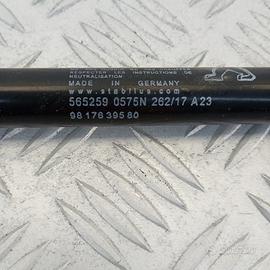 RESPECTER LES INSTRUCTIONS DE
NEUTRALISATION
MADE IN GERMANY
www.stabilus.com
565259 0575N 262/17 A23
98 176 395 80